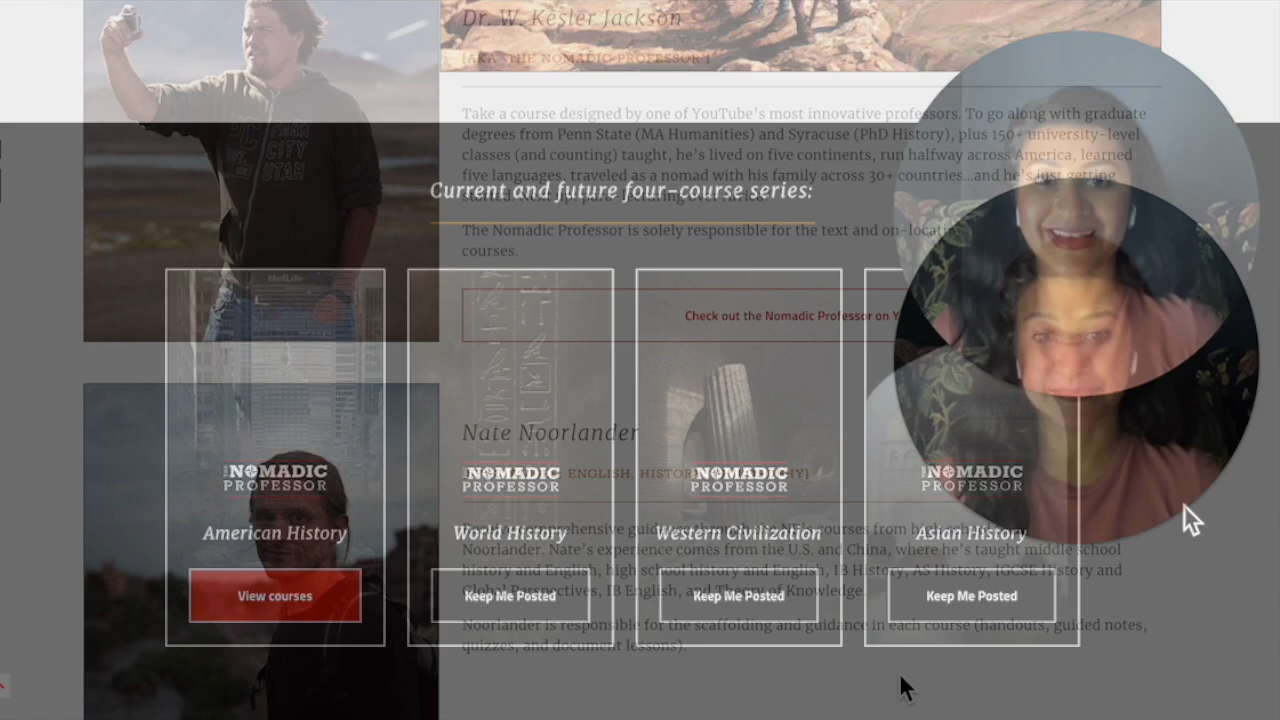 Dr. W. Kesler Jackson
[AKA "THE NOMADIC PROFESSOR"]
Take a course designed by one of YouTube's most innovative professors. To go along with graduate
degrees from Penn State (MA Humanities) and Syracuse (PhD History), plus 150+ university-level
classes (and counting) taught, he's lived on five continents, run halfway across America, learned
five languages, traveled as a nomad with his family across 30+ countries...and he's just getting
Current and future four-course series:
The Nomadic Professor is solely responsible for the text and on-locati
courses.
Check out the Nomadic Professor on Y
PARK
CITY
UTAH
MetLife
Nate Noorlander
ENGLISH, HISTOR
NOMADIC
PROFESSOR
American History
View courses
NOMADIC
PROFESSOR
World History
Keep Me Posted
NOMADIC
PROFESSOR
Western Civilization
Keep Me Posted
NOMADIC
PROFESSOR
Asian History
Keep Me Posted
courses from
Noorlander. Nate's experience comes from the U.S. and China, where he's taught middle school
history and English, high school history and English, IB History, AS History, IGCSE History and
Global Perspectives, IB English, and Theory of Knowledge.
Noorlander is responsible for the scaffolding and guidance in each course (handouts, guided notes,
quizzes, and document lessons).